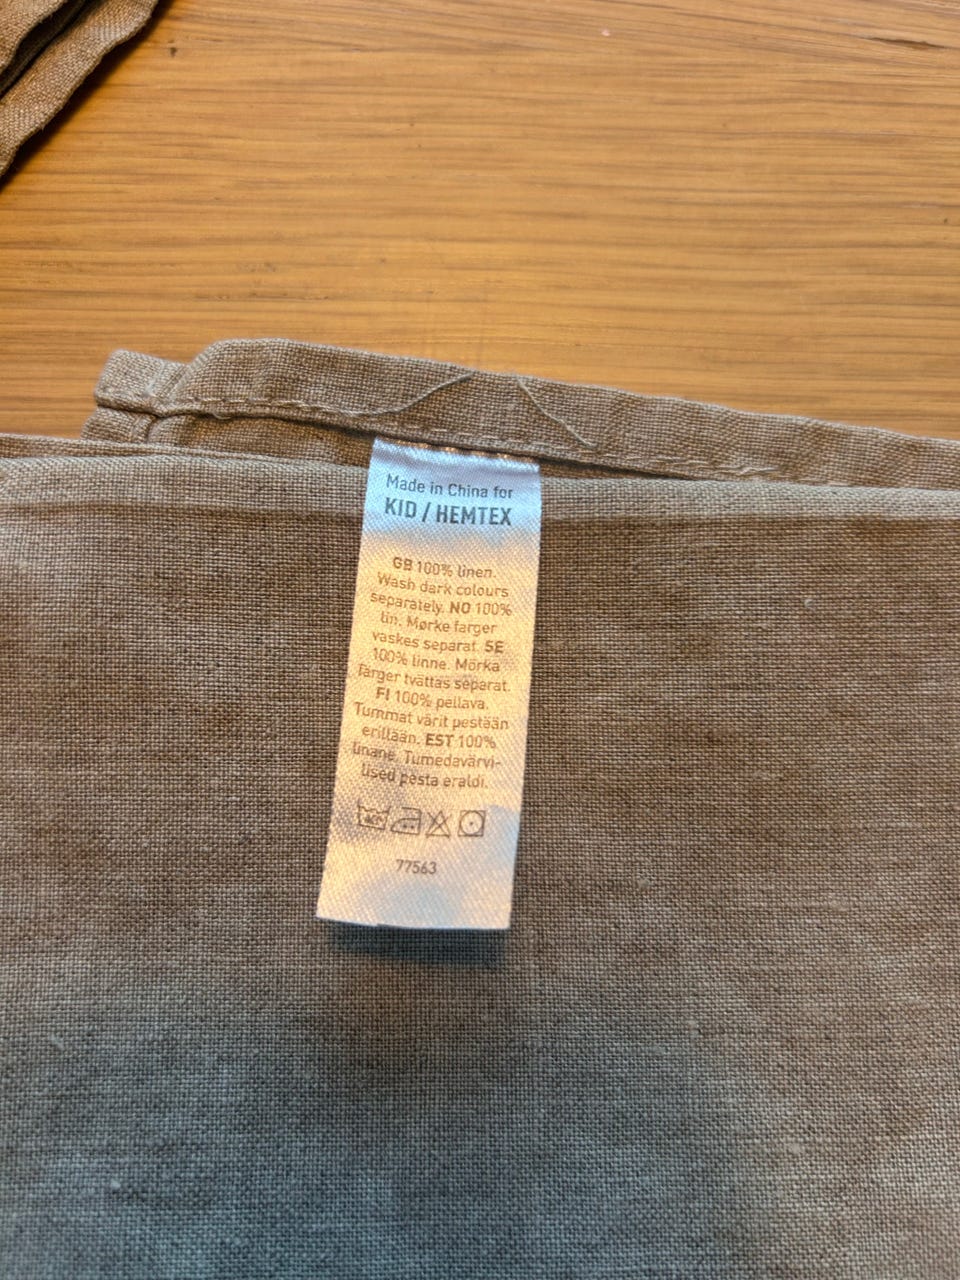 Made in China for
KID / HEMTEX
GB 100% linen.
Wash dark colours
separately. NO 100%
lin. Mørke farger
vaskes separat. SE
100% linne. Mörka
färger tvättas separat.
FI 100% pellava.
Tummat värit pestään
erillään. EST 100%
linane. Tumedavärvi-
lised pesta eraldi.
77563